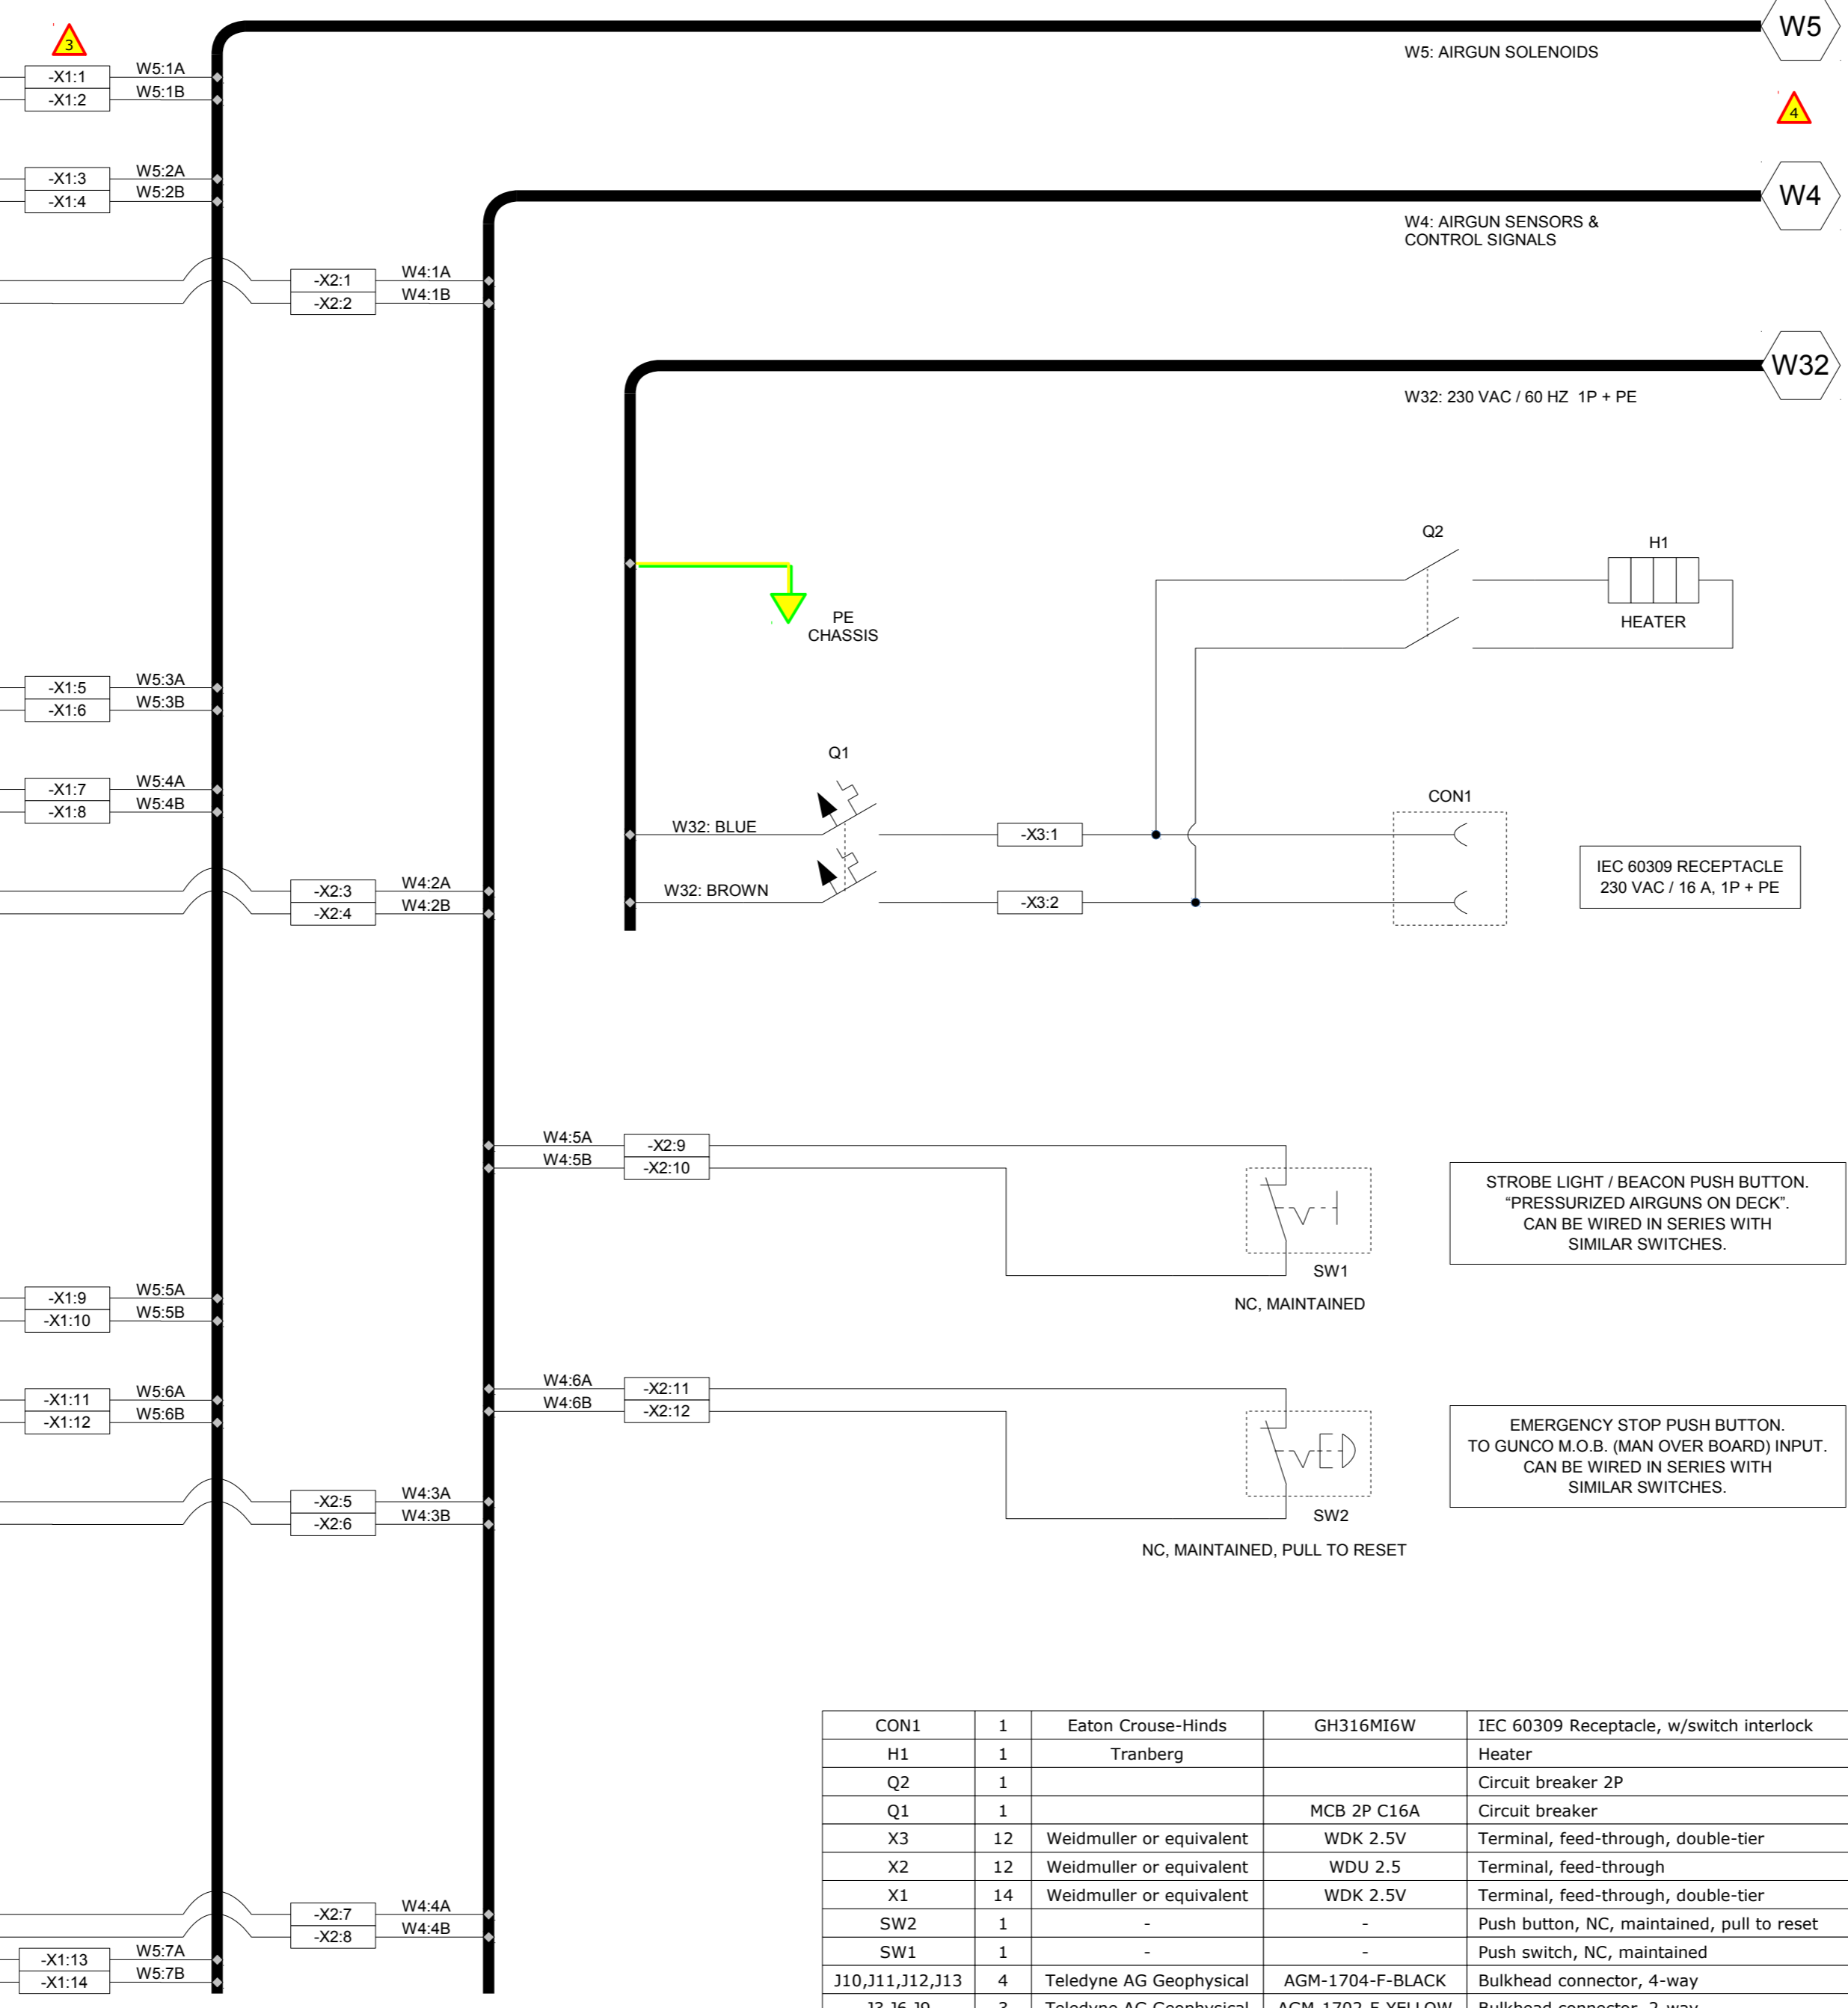 W5
3
W5: AIRGUN SOLENOIDS
-X1:1 W5:1A
-X1:2 W5:1B
4
-X1:3 W5:2A
-X1:4 W5:2B
W4
W4: AIRGUN SENSORS &
CONTROL SIGNALS
-X2:1 W4:1A
-X2:2 W4:1B
W32
W32: 230 VAC / 60 HZ 1P + PE
Q2
H1
HEATER
PE
CHASSIS
-X1:5 W5:3A
-X1:6 W5:3B
Q1
-X1:7 W5:4A
-X1:8 W5:4B
CON1
W32: BLUE
-X3:1
IEC 60309 RECEPTACLE
230 VAC / 16 A, 1P + PE
-X2:3 W4:2A
-X2:4 W4:2B
W32: BROWN
-X3:2
W4:5A -X2:9
W4:5B -X2:10
STROBE LIGHT / BEACON PUSH BUTTON.
“PRESSURIZED AIRGUNS ON DECK”.
CAN BE WIRED IN SERIES WITH
SIMILAR SWITCHES.
SW1
NC, MAINTAINED
-X1:9 W5:5A
-X1:10 W5:5B
-X1:11 W5:6A
-X1:12 W5:6B
W4:6A -X2:11
W4:6B -X2:12
EMERGENCY STOP PUSH BUTTON.
TO GUNCO M.O.B. (MAN OVER BOARD) INPUT.
CAN BE WIRED IN SERIES WITH
SIMILAR SWITCHES.
SW2
NC, MAINTAINED, PULL TO RESET
-X2:5 W4:3A
-X2:6 W4:3B
-X2:7 W4:4A
-X2:8 W4:4B
-X1:13 W5:7A
-X1:14 W5:7B
CON1 1 Eaton Crouse-Hinds GH316MI6W IEC 60309 Receptacle, w/switch interlock
H1 1 Tranberg Heater
Q2 1 Circuit breaker 2P
Q1 1 MCB 2P C16A Circuit breaker
X3 12 Weidmuller or equivalent WDK 2.5V Terminal, feed-through, double-tier
X2 12 Weidmuller or equivalent WDU 2.5 Terminal, feed-through
X1 14 Weidmuller or equivalent WDK 2.5V Terminal, feed-through, double-tier
SW2 1 - - Push button, NC, maintained, pull to reset
SW1 1 - - Push switch, NC, maintained
J10,J11,J12,J13 4 Teledyne AG Geophysical AGM-1704-F-BLACK Bulkhead connector, 4-way
J3,J6,J9 3 Teledyne AG Geophysical AGM-1702-F-YELLOW Bulkhead connector, 2-way